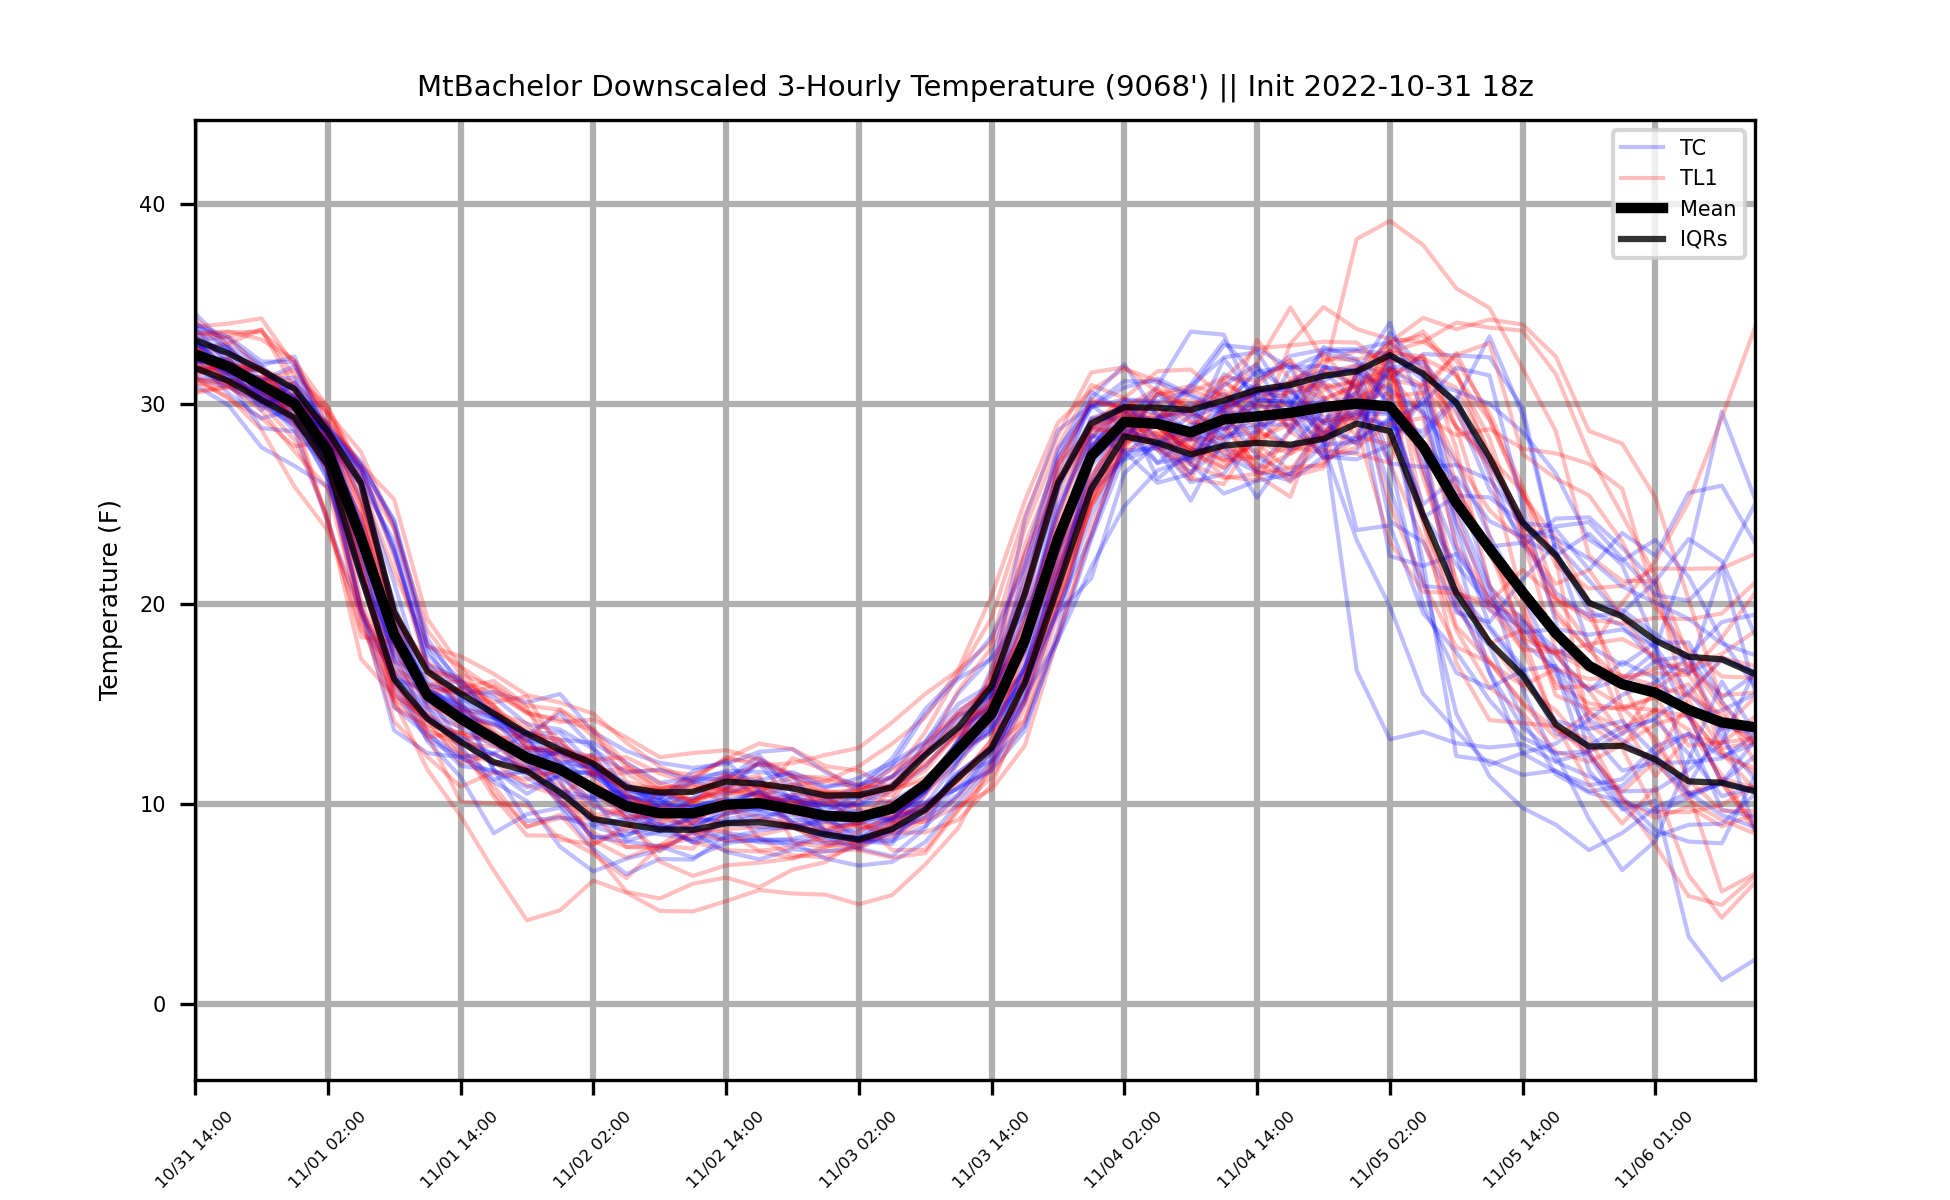 MtBachelor Downscaled 3-Hourly Temperature (9068') || Init 2022-10-31 18z
TC
TL1
Mean
IQRs
Temperature (F)
40
30
20
10
0
10/31 14:00
11/01 02:00
11/01 14:00
11/02 02:00
11/02 14:00
11/03 02:00
11/03 14:00
11/04 02:00
11/04 14:00
11/05 02:00
11/05 14:00
11/06 01:00